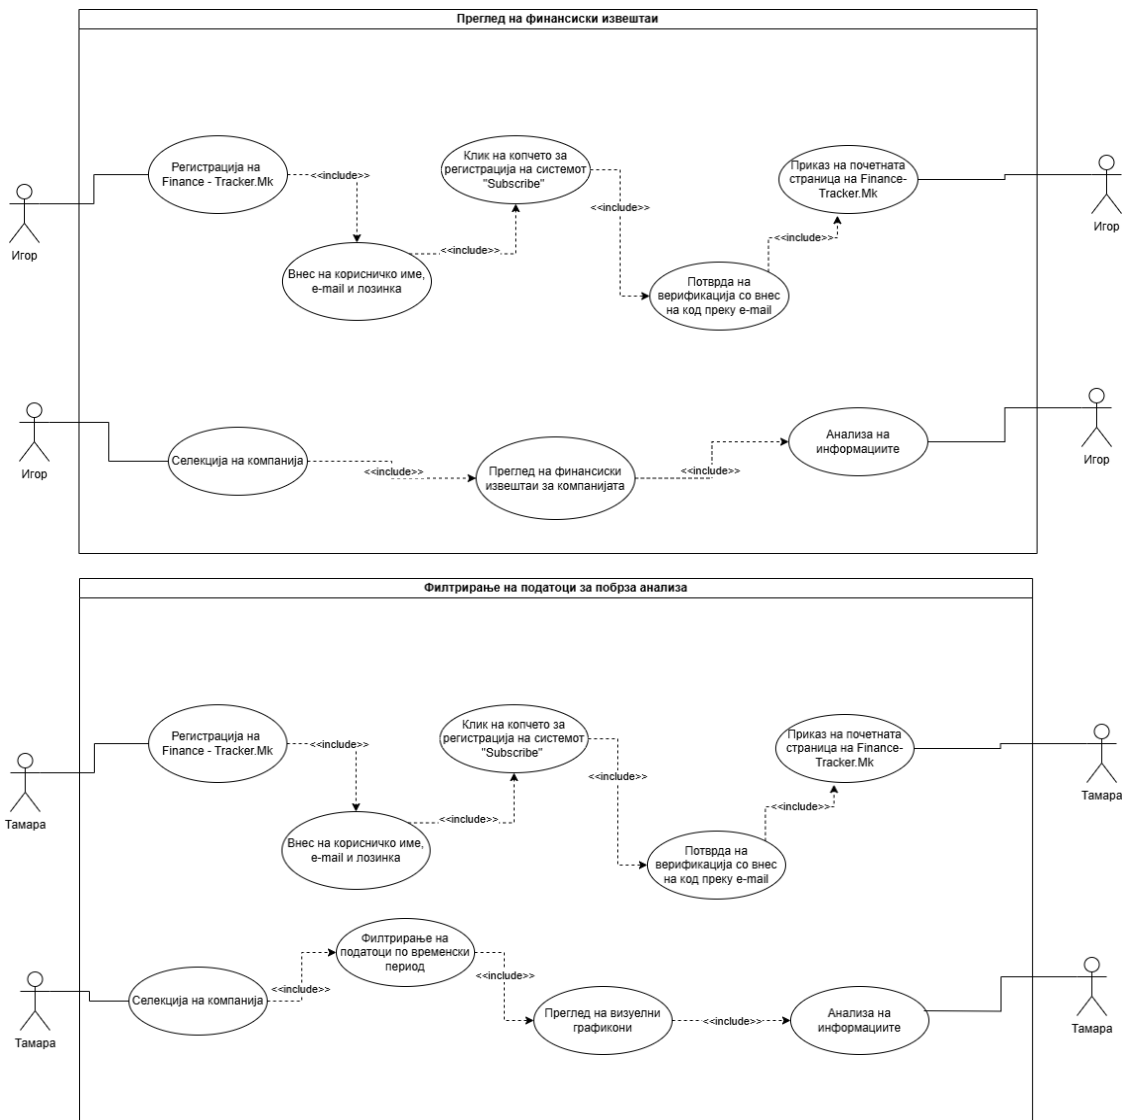 Преглед на финансиски извештаи
Регистрација на
Finance - Tracker.Mk
<<include>>
Клик на копчето за
регистрација на системот
"Subscribe"
<<include>>
Приказ на почетната
страница на Finance-
Tracker.Mk
Игор
Игор
<<include>>
<<include>>
Внес на корисничко име,
e-mail и лозинка
Потврда на
верификација со внес
на код преку e-mail
Игор
Селекција на компанија
<<include>>
Преглед на финансиски
извештаи за компанијата
<<include>>
Анализа на
информациите
Игор
Филтрирање на податоци за побрза анализа
Регистрација на
Finance - Tracker.Mk
<<include>>
Клик на копчето за
регистрација на системот
"Subscribe"
<<include>>
Приказ на почетната
страница на Finance-
Tracker.Mk
Тамара
Тамара
<<include>>
<<include>>
Внес на корисничко име,
e-mail и лозинка
Потврда на
верификација со внес
на код преку e-mail
Тамара
Селекција на компанија
<<include>>
Филтрирање на
податоци по временски
период
<<include>>
Преглед на визуелни
графикони
<<include>>
Анализа на
информациите
Тамара